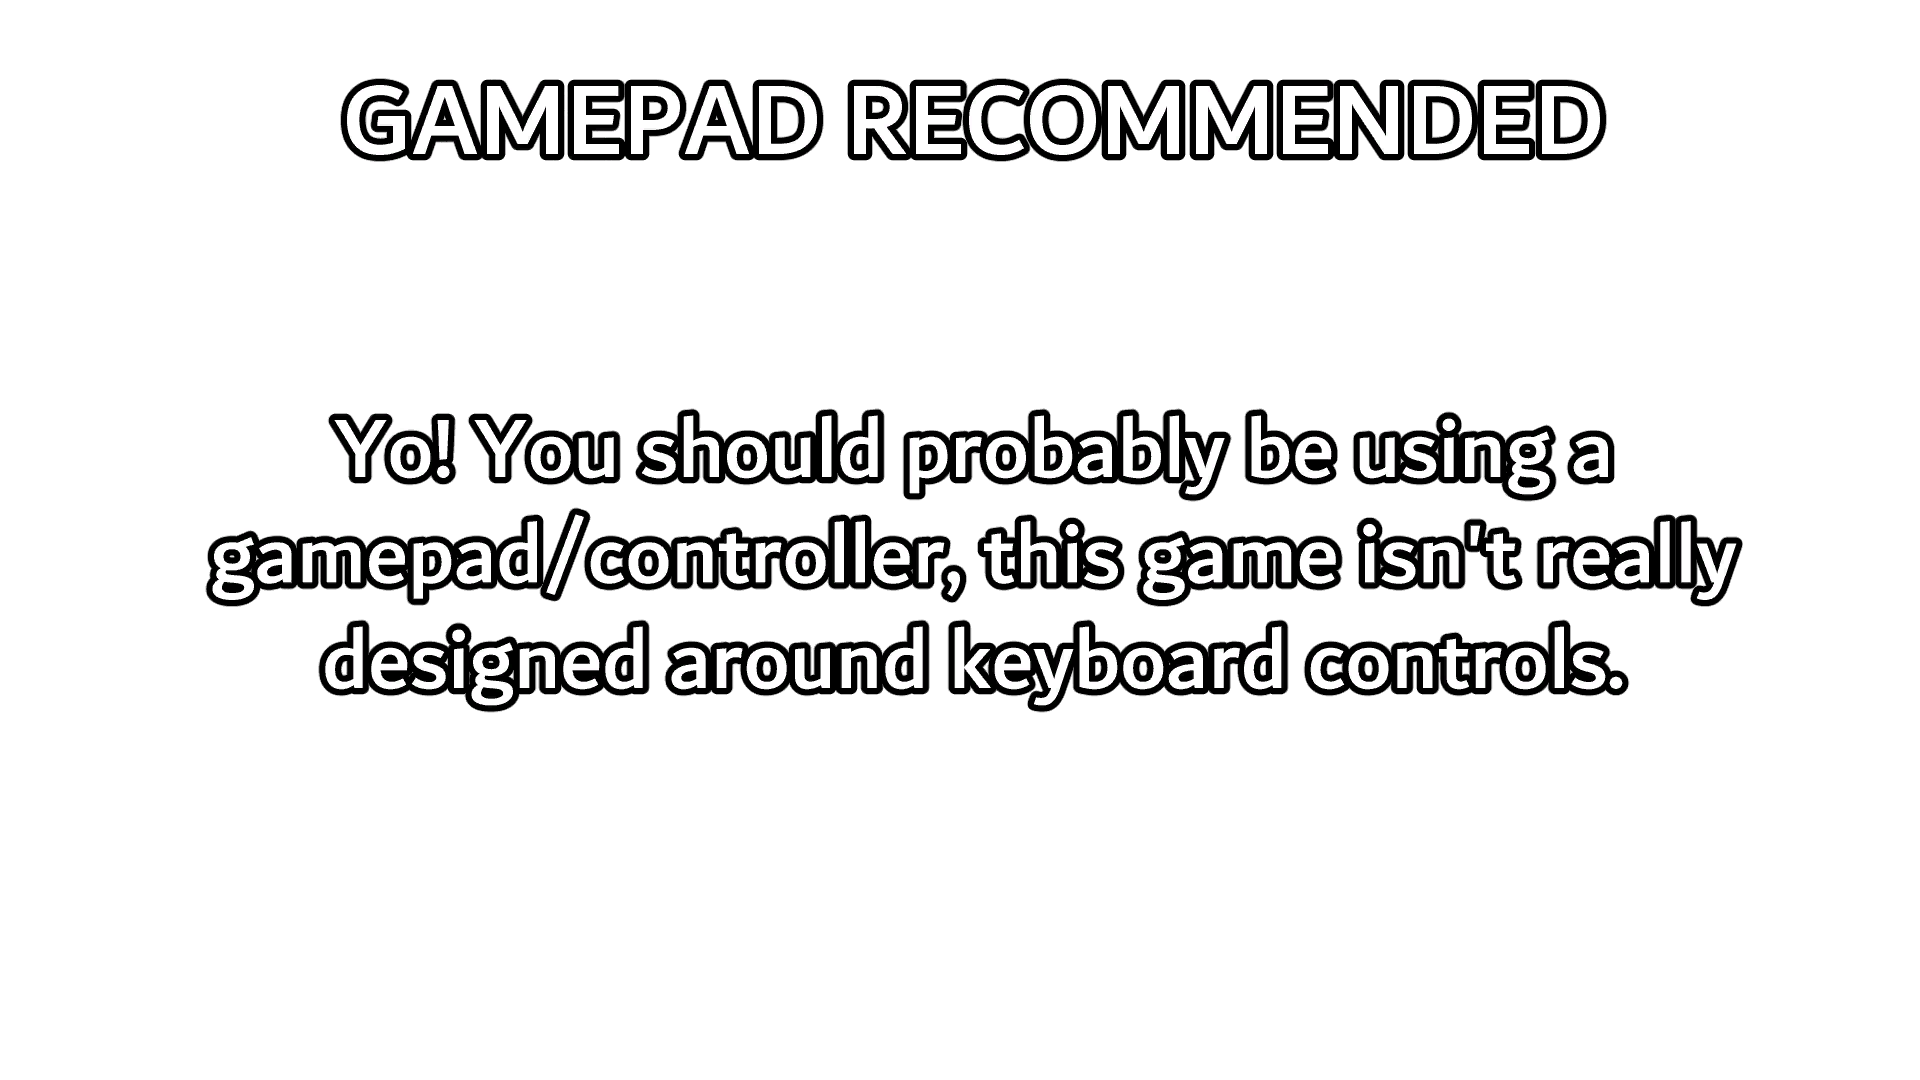 GAMEPAD RECOMMENDED
Yo! You should probably be using a
gamepad/controller, this game isn't really
designed around keyboard controls.